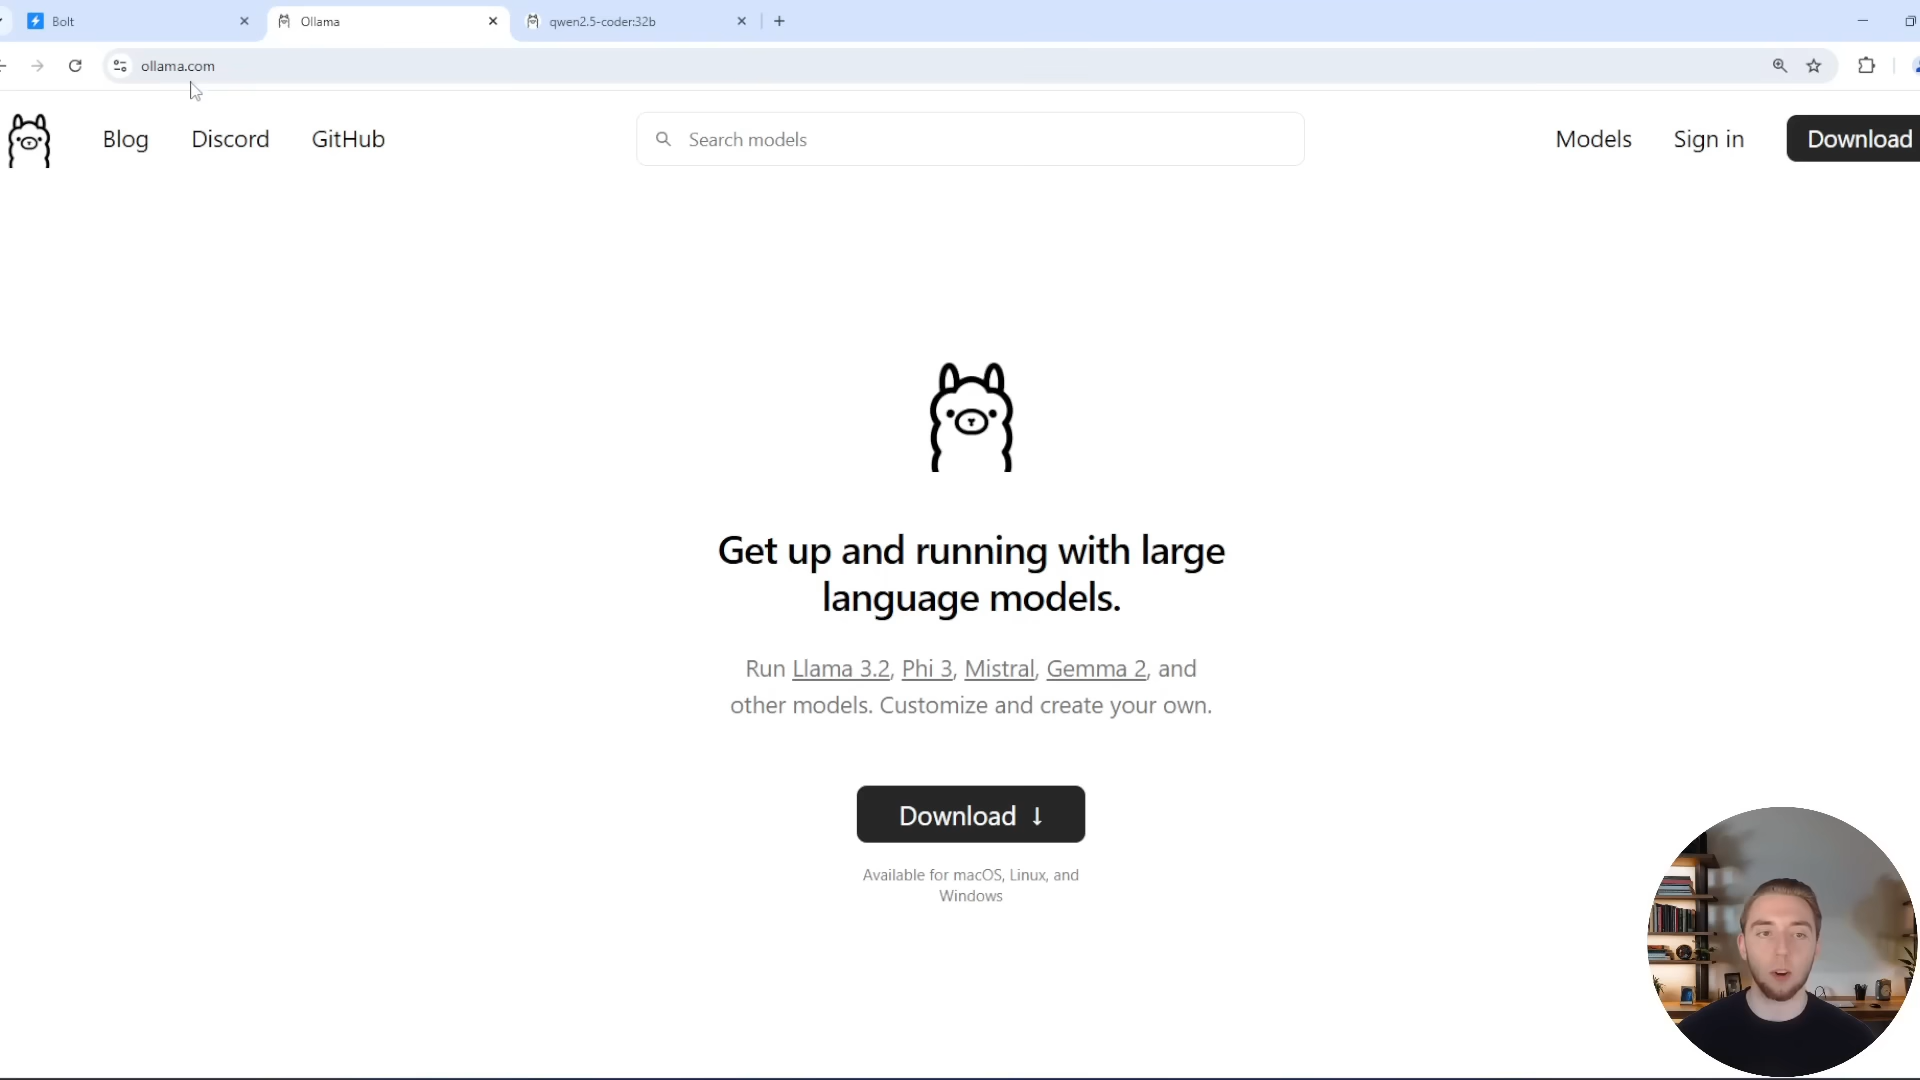 Bolt
Ollama
qwen2.5-coder:32b
ollama.com
Blog
Discord
GitHub
Search models
Models
Sign in
Download
Get up and running with large
language models.
Run Llama 3.2, Phi 3, Mistral, Gemma 2, and
other models. Customize and create your own.
Download ↓
Available for macOS, Linux, and
Windows